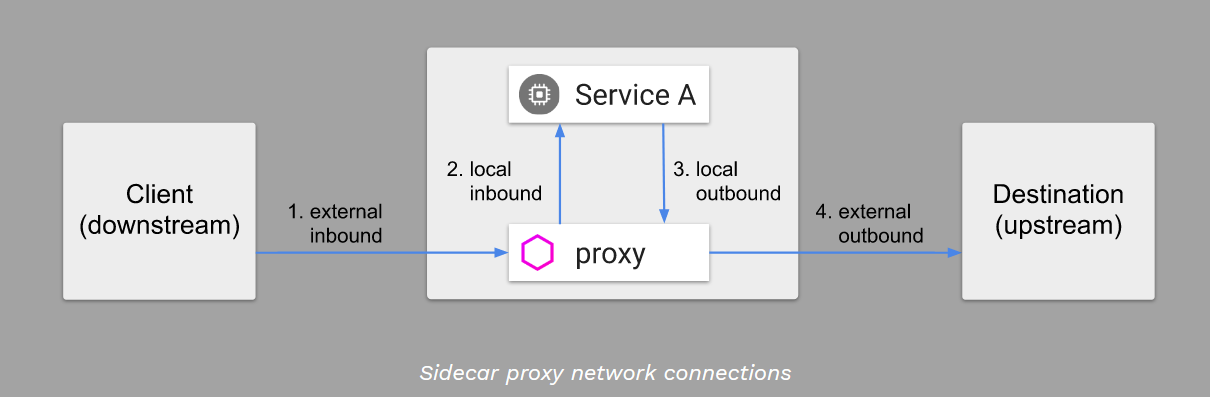 Service A
2. local
inbound
3. local
outbound
Client
(downstream)
1. external
inbound
proxy
4. external
outbound
Destination
(upstream)
Sidecar proxy network connections